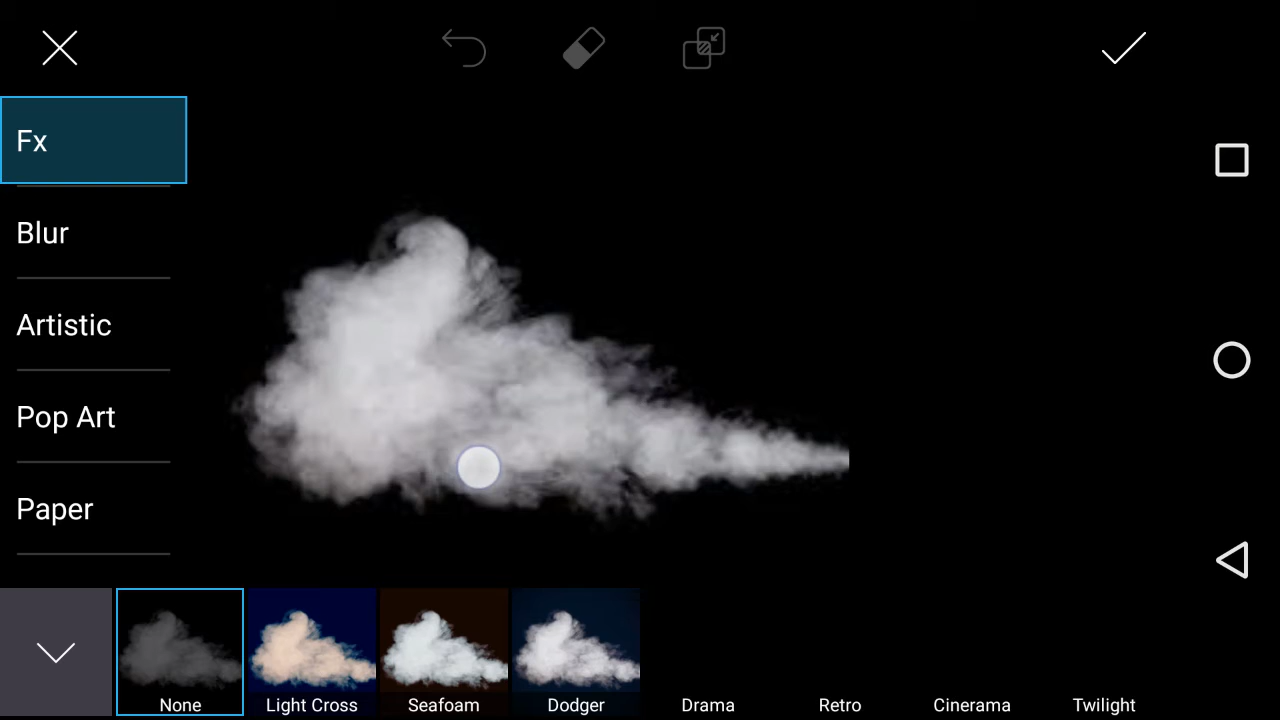 Fx
Blur
Artistic
Pop Art
Paper
None
Light Cross
Seafoam
Dodger
Drama
Retro
Cinerama
Twilight